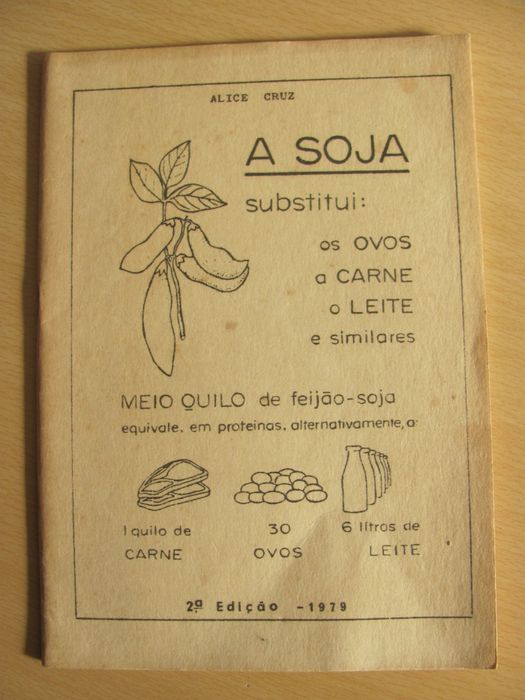 ALICE CRUZ
A SOJA
substitui:
os OVOS
a CARNE
o LEITE
e similares
MEIO QUILO de feijão-soja
equivale, em proteinas, alternativamente, a:
1 quilo de
CARNE
30
OVOS
6 litros de
LEITE
2ª Edição - 1979